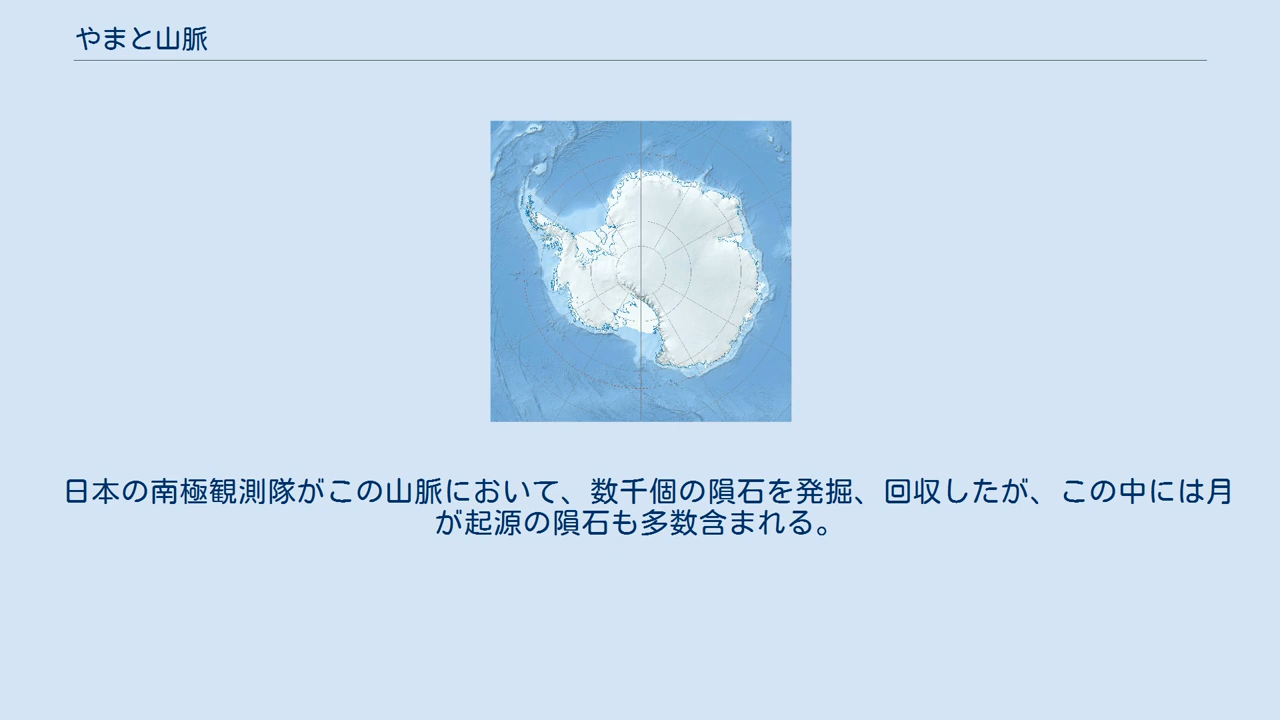 やまと山脈
日本の南極観測隊がこの山脈において、数千個の隕石を発掘、回収したが、この中には月
が起源の隕石も多数含まれる。